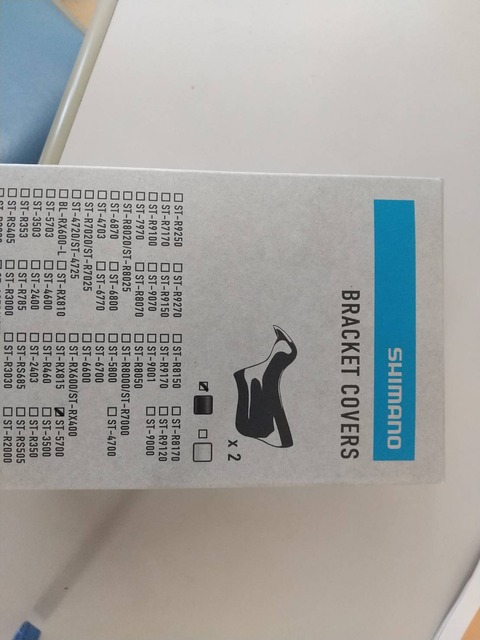 SHIMANO
BRACKET COVERS
x 2
ST-R9250 ST-R9270 ST-R8150 ST-R8170
ST-R7170 ST-R9150 ST-R9170 ST-R9120
ST-R9100 ST-9070 ST-9001 ST-9000
ST-7970 ST-R8070 ST-R8050
ST-R8020/ST-R8025 ST-R8000/ST-R7000
ST-6870 ST-6800 ST-5800 ST-4700
ST-4703 ST-6770 ST-6700
ST-R7020/ST-R7025 ST-6600
ST-4720/ST-4725 ST-RX600/ST-RX400
BL-RX600-L ST-RX810 ST-RX815 ST-5700
ST-5703 ST-4600 ST-R460 ST-3500
ST-3503 ST-2400 ST-2403 ST-R350
ST-R353 ST-R785 ST-RS685 ST-RS505
ST-RS405 ST-R3000 ST-R3030 ST-R2000